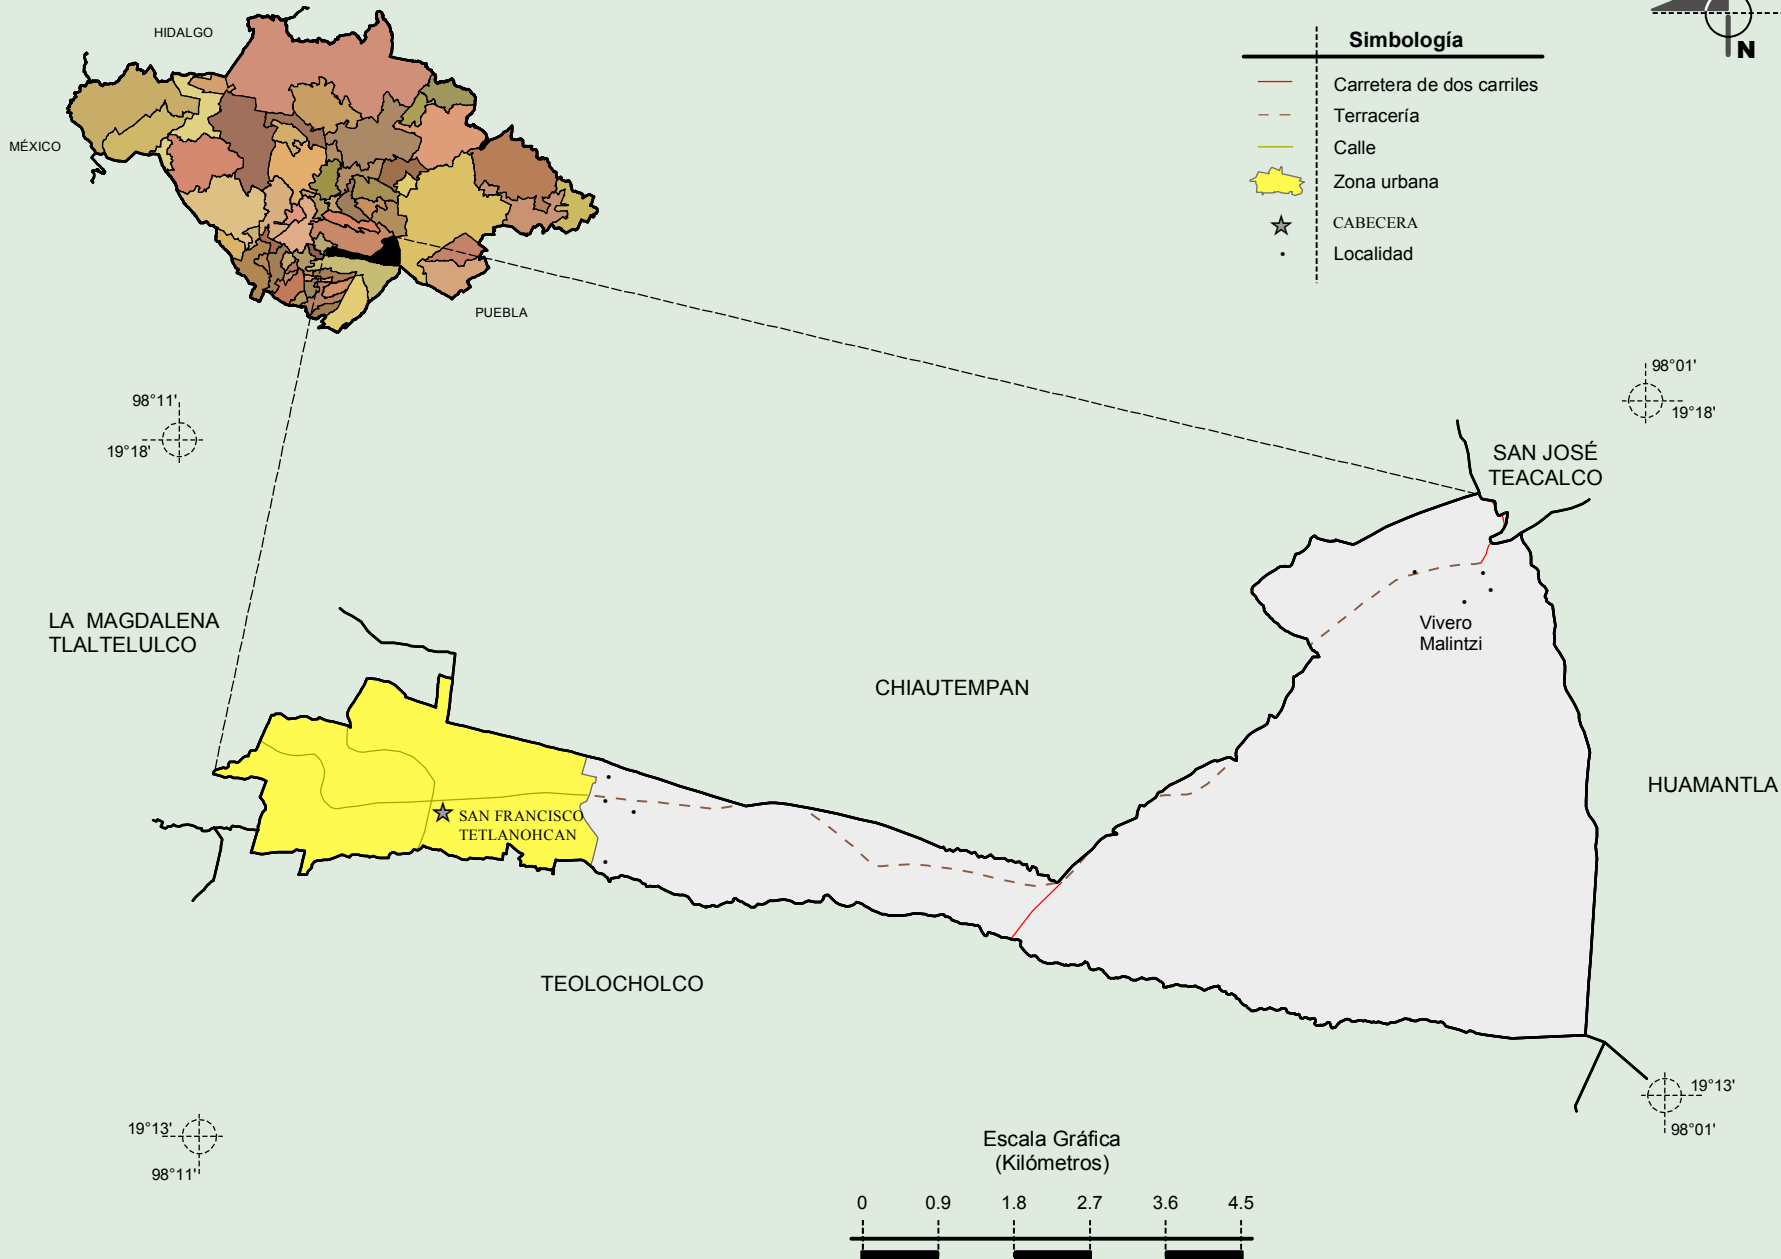 HIDALGO
MÉXICO
PUEBLA
Simbología
Carretera de dos carriles
Terracería
Calle
Zona urbana
CABECERA
Localidad
N
98°11'
19°18'
98°01'
19°18'
SAN JOSÉ
TEACALCO
LA MAGDALENA
TLALTELULCO
Vivero
Malintzi
CHIAUTEMPAN
HUAMANTLA
SAN FRANCISCO
TETLANOHCAN
TEOLOCHOLCO
19°13'
98°11'
19°13'
98°01'
Escala Gráfica
(Kilómetros)
0 0.9 1.8 2.7 3.6 4.5